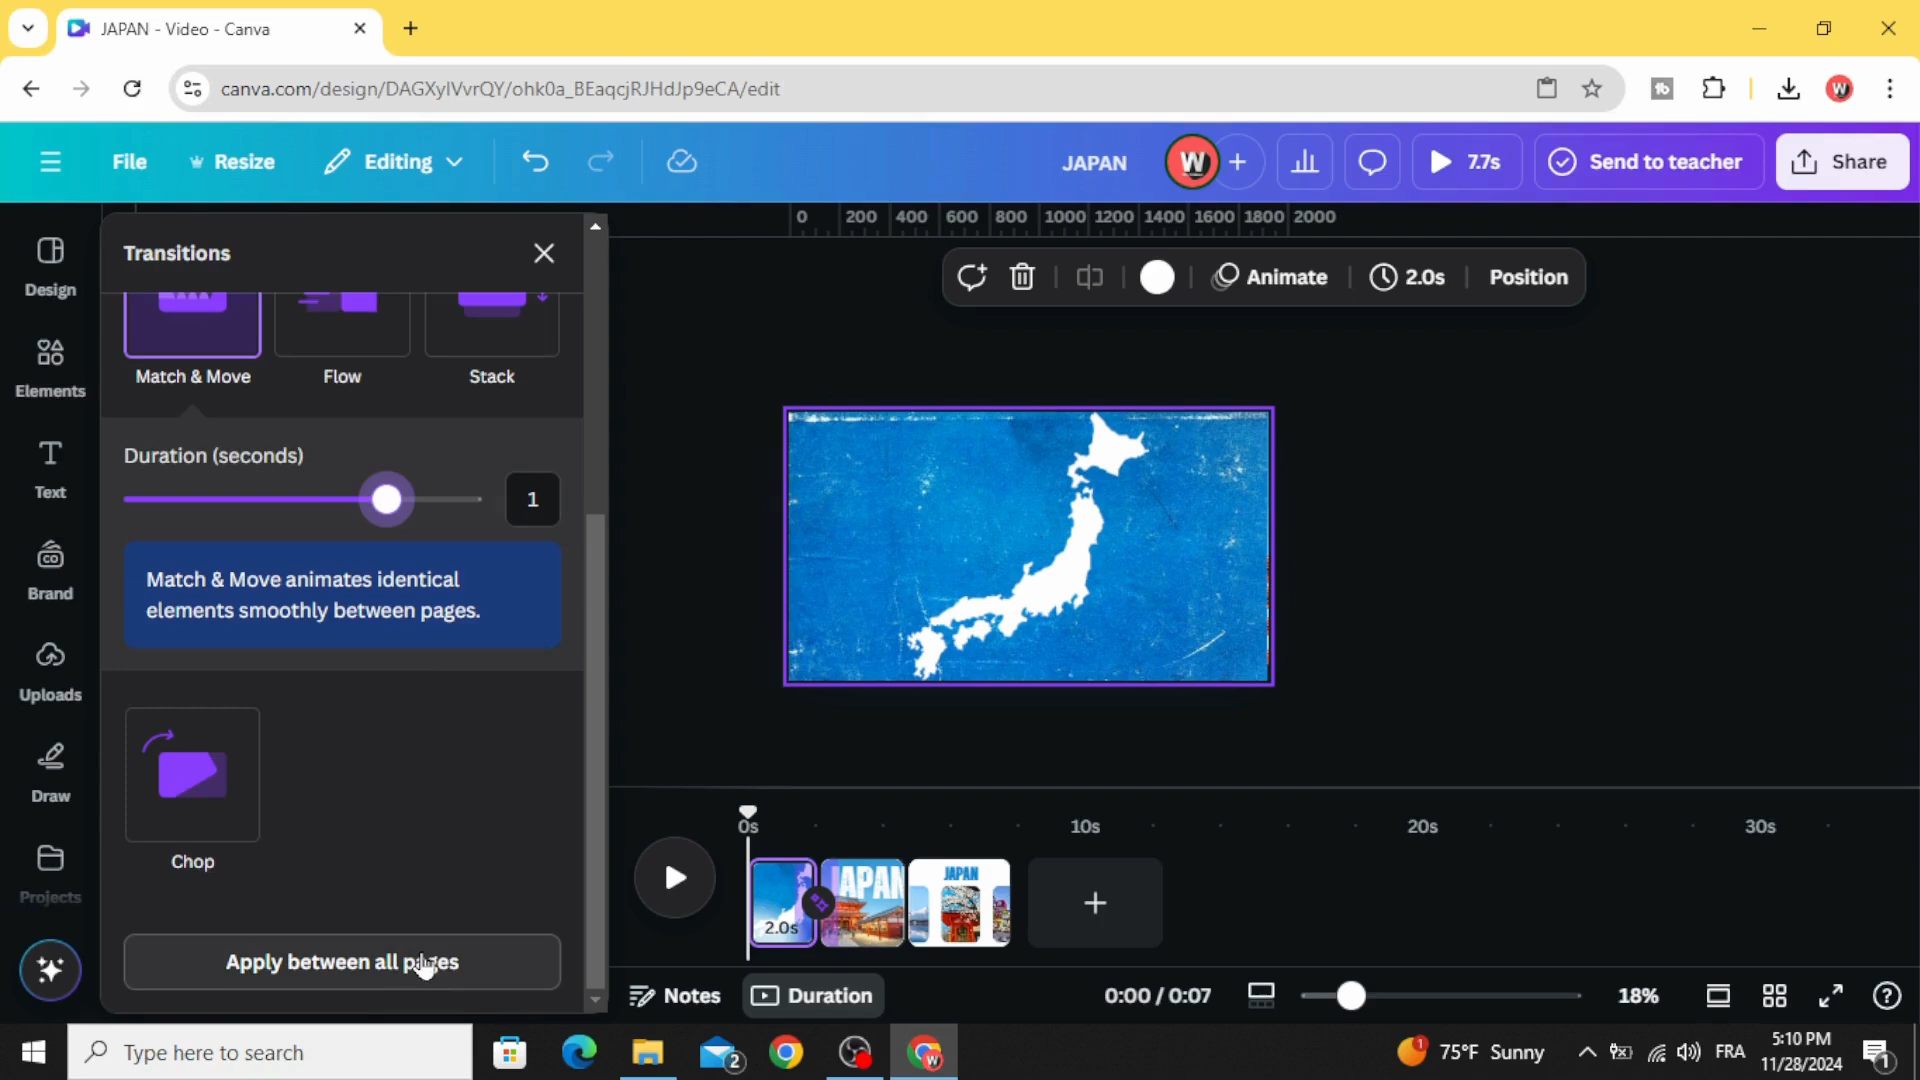 JAPAN - Video - Canva
canva.com/design/DAGXylVvrQY/ohk0a_BEaqcjRJHdJp9eCA/edit
File
Resize
Editing
JAPAN
W
7.7s
Send to teacher
Share
0 200 400 600 800 1000 1200 1400 1600 1800 2000
Design
Elements
Text
Brand
Uploads
Draw
Projects
Transitions
Match & Move
Flow
Stack
Duration (seconds)
1
Match & Move animates identical
elements smoothly between pages.
Chop
Apply between all pages
Animate
2.0s
Position
0s 10s 20s 30s
2.0s
JAPAN
JAPAN
Notes
Duration
0:00 / 0:07
18%
Type here to search
2
1
75°F Sunny
FRA
5:10 PM
11/28/2024
1